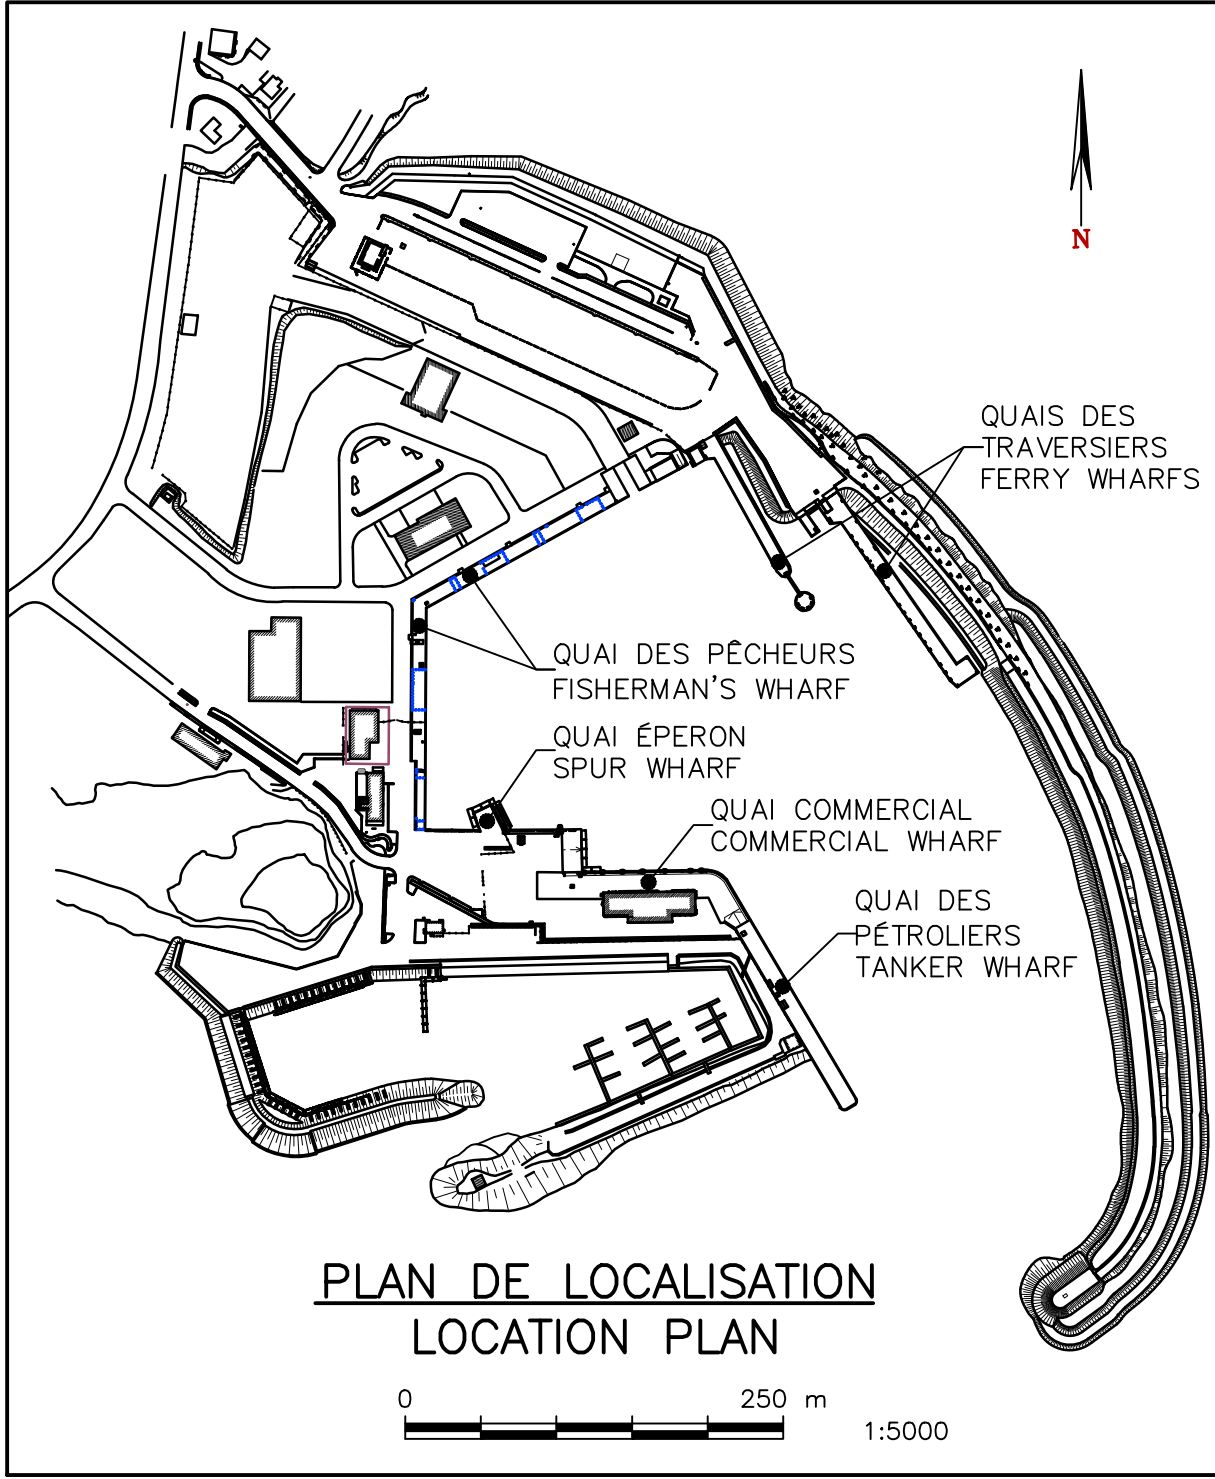 N
QUAIS DES
TRAVERSIERS
FERRY WHARFS
QUAI DES PÊCHEURS
FISHERMAN'S WHARF
QUAI ÉPERON
SPUR WHARF
QUAI COMMERCIAL
COMMERCIAL WHARF
QUAI DES
PÉTROLIERS
TANKER WHARF
PLAN DE LOCALISATION
LOCATION PLAN
0 250 m
1:5000